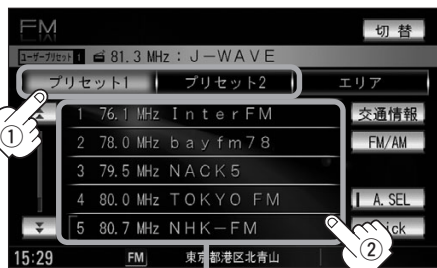 FM
切替
ユーザープリセット 1 81.3 MHz : J-WAVE
プリセット1 プリセット2 エリア
1 76.1 MHz InterFM
交通情報
2 78.0 MHz bayfm78
FM/AM
3 79.5 MHz NACK5
4 80.0 MHz TOKYO FM
A.SEL
5 80.7 MHz NHK-FM
ick
15:29 FM 東京都港区北青山
①
②